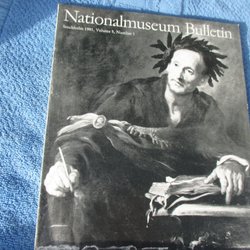 Nationalmuseum Bulletin
Stockholm 1981, Volume 5, Number 1